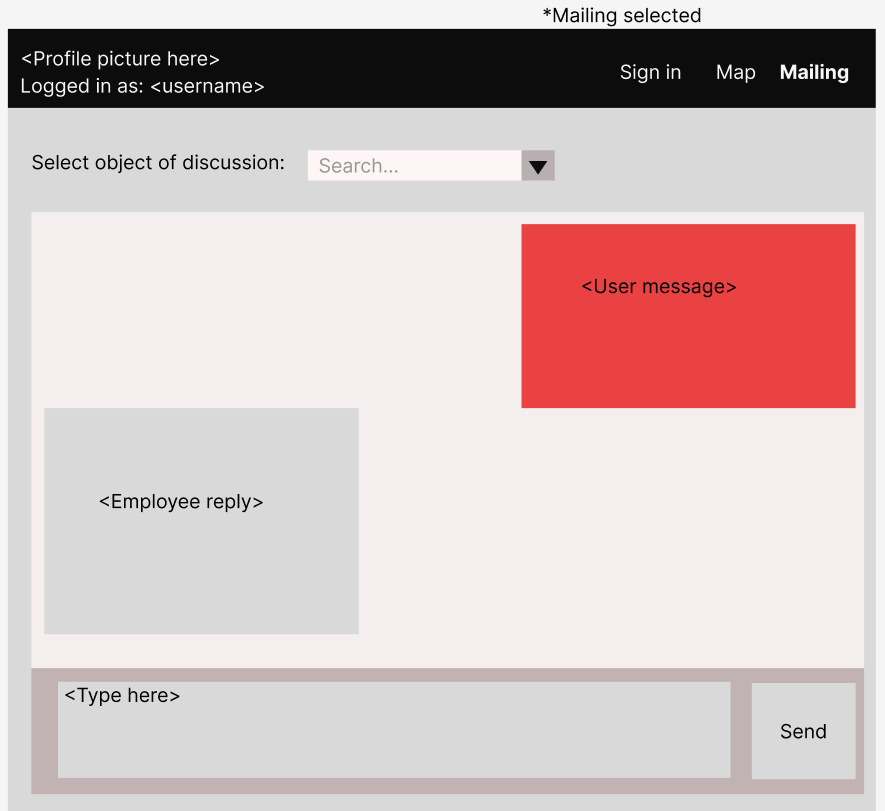 *Mailing selected
<Profile picture here>
Logged in as: <username>
Sign in
Map
Mailing
Select object of discussion:
Search...
<User message>
<Employee reply>
<Type here>
Send